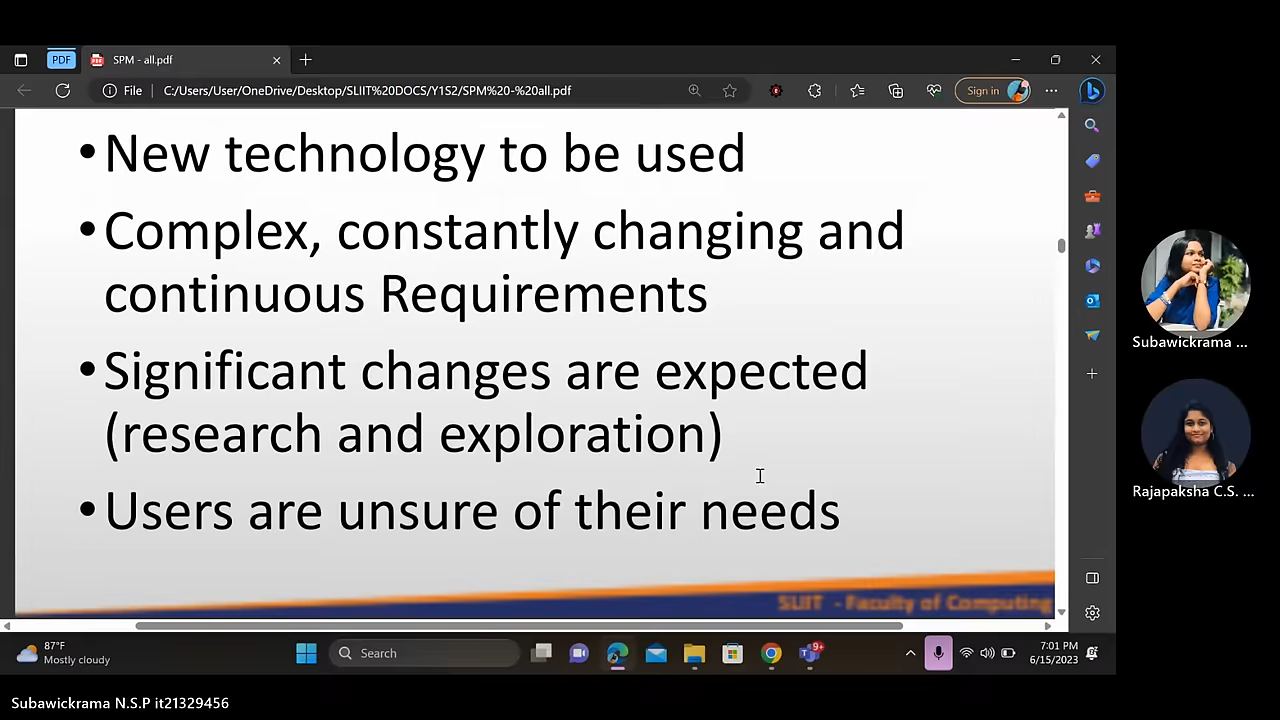 PDF
SPM - all.pdf
File
C:/Users/User/OneDrive/Desktop/SLIIT%20DOCS/Y1S2/SPM%20-%20all.pdf
Sign in
•New technology to be used
•Complex, constantly changing and
continuous Requirements
•Significant changes are expected
(research and exploration)
•Users are unsure of their needs
SLIIT - Faculty of Computing
Subawickrama ...
Rajapaksha C.S. ...
87°F
Mostly cloudy
Search
9+
7:01 PM
6/15/2023
Subawickrama N.S.P it21329456